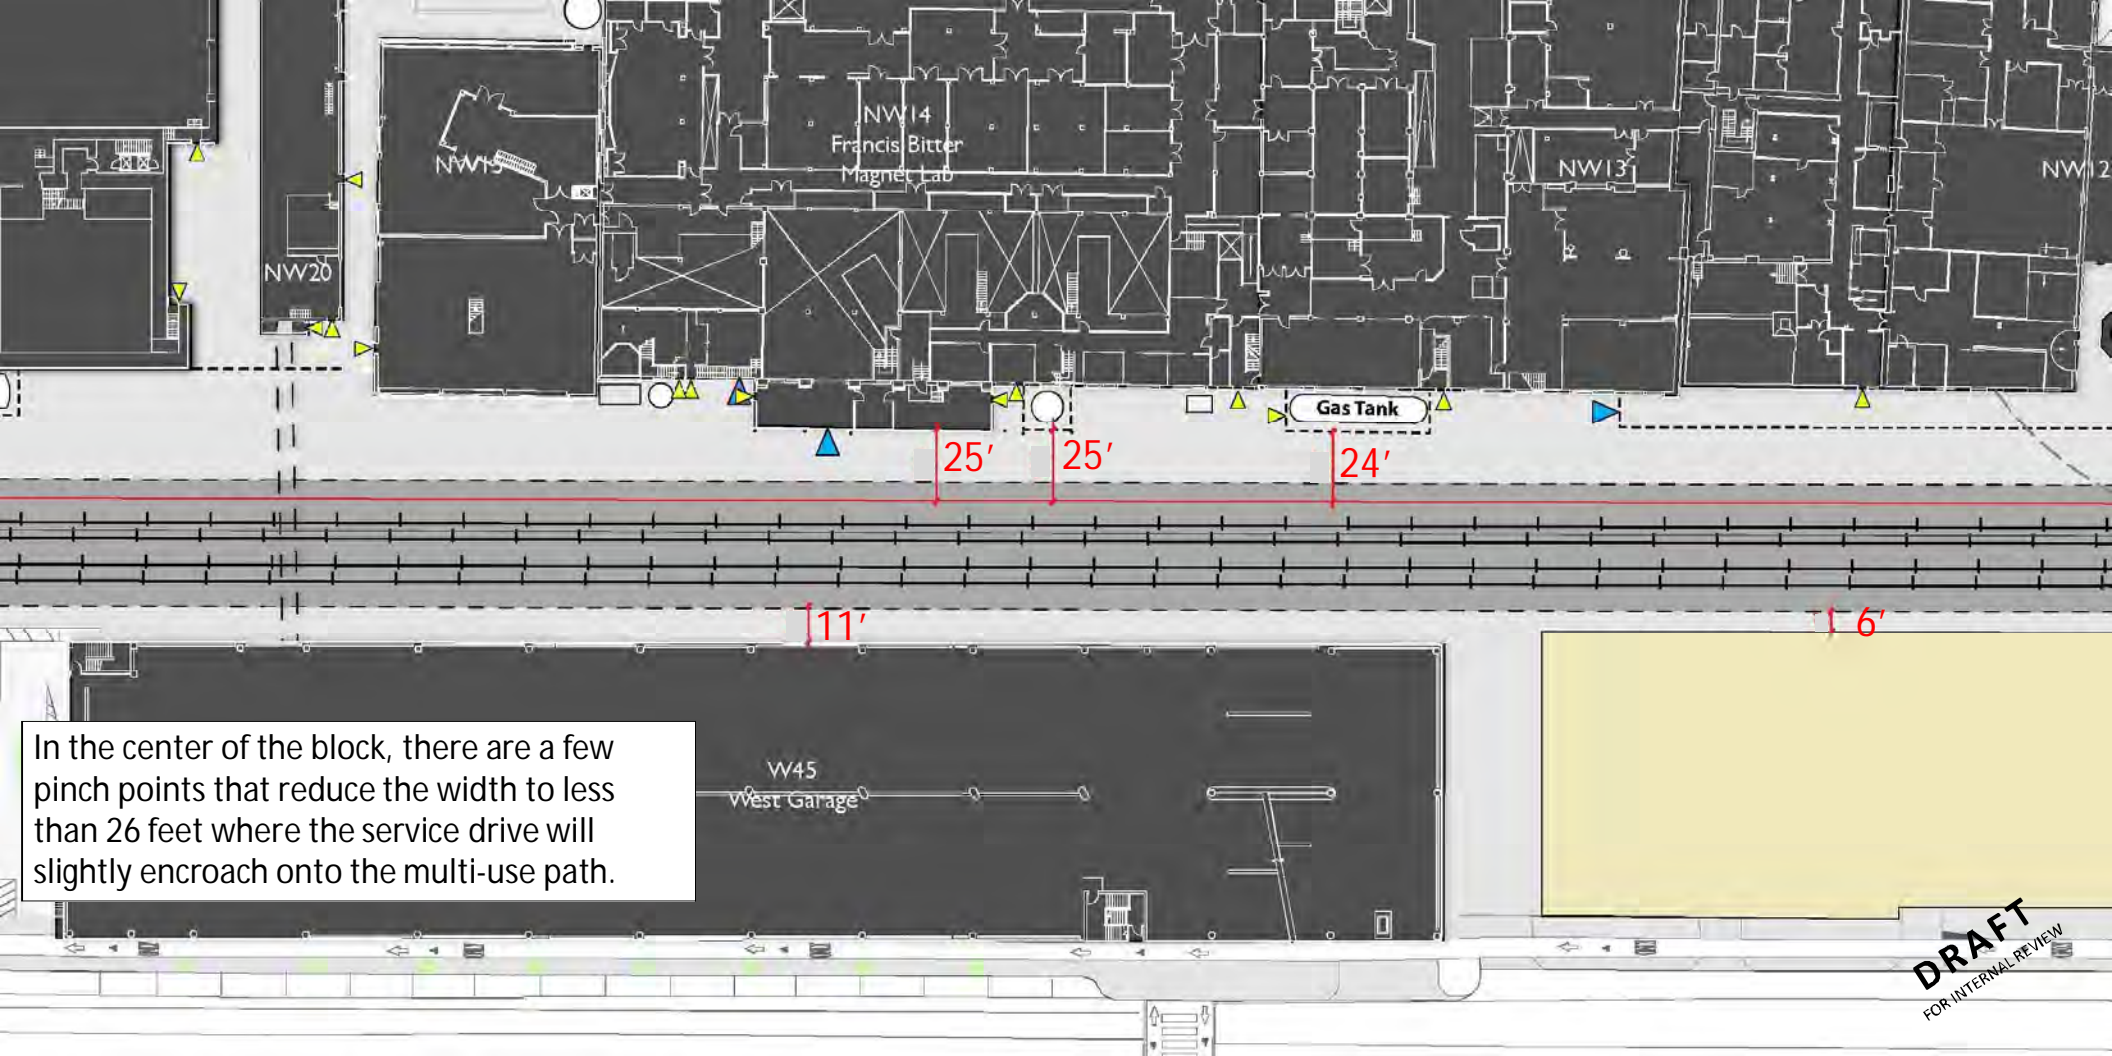 NW14
Francis Bitter
Magnet Lab
NW15
NW13
NW12
NW20
Gas Tank
25'
25'
24'
11'
6'
In the center of the block, there are a few
pinch points that reduce the width to less
than 26 feet where the service drive will
slightly encroach onto the multi-use path.
W45
West Garage
DRAFT
FOR INTERNAL REVIEW